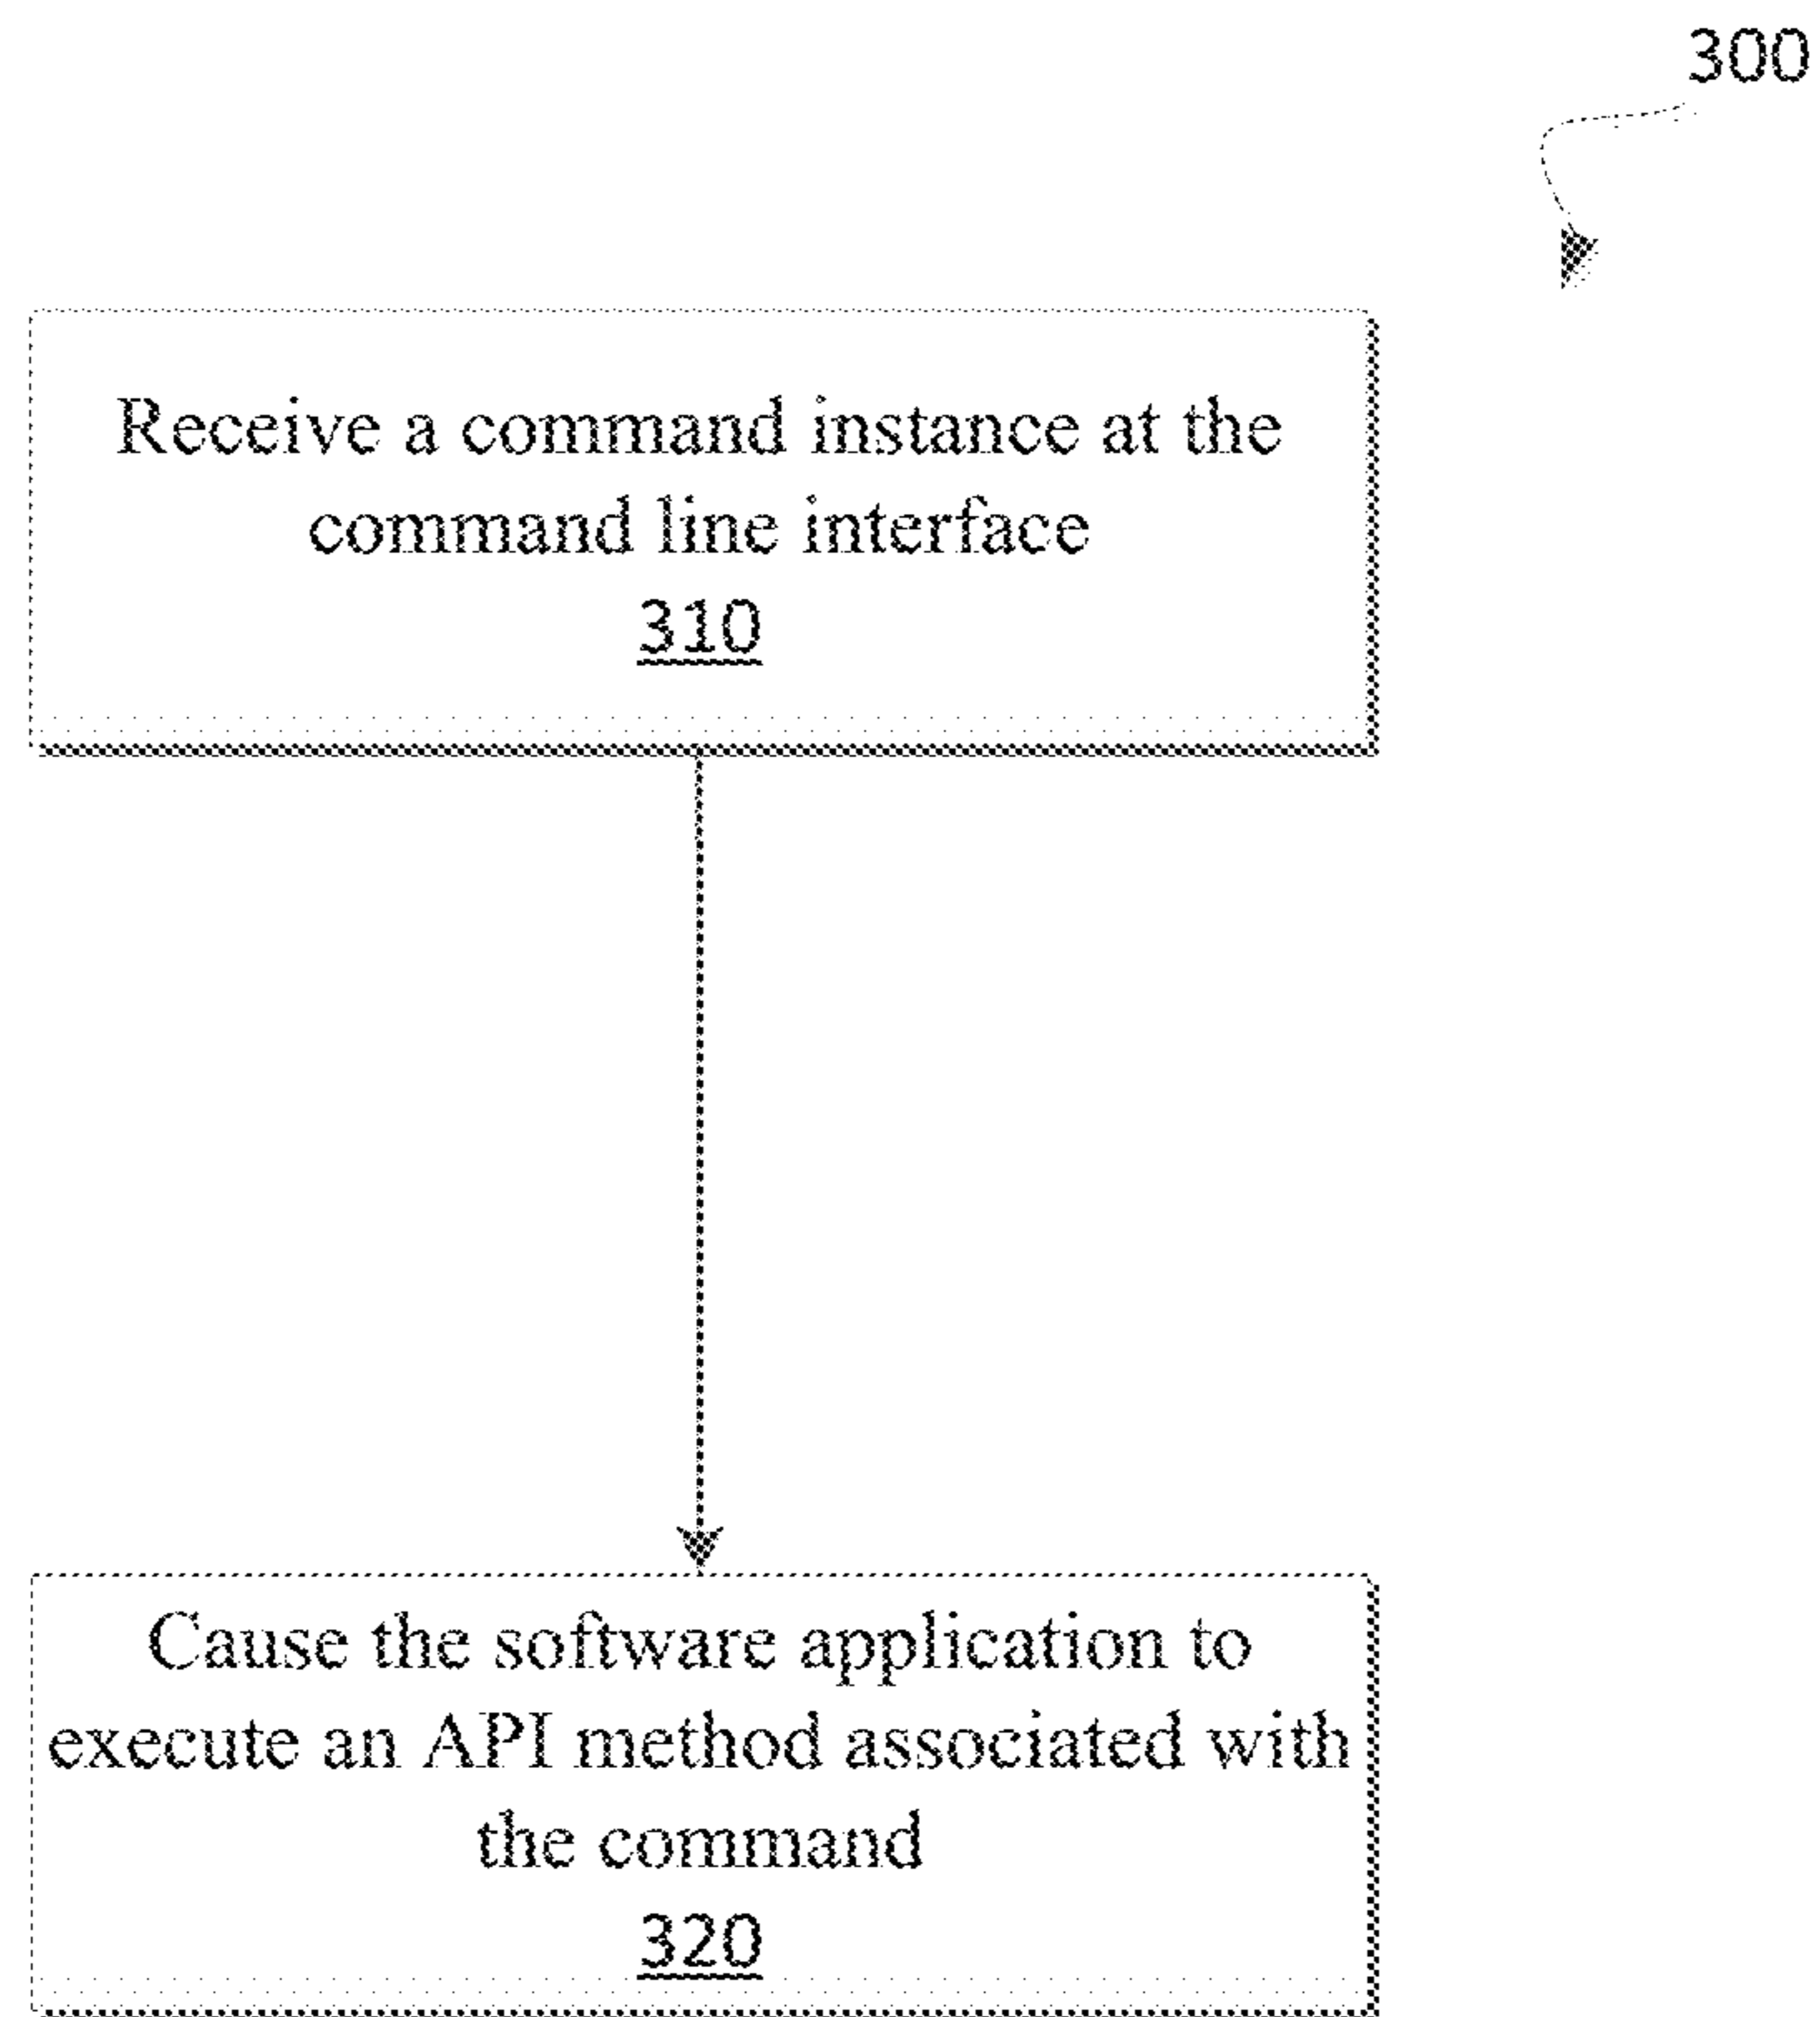 300
Receive a command instance at the
command line interface
310
Cause the software application to
execute an API method associated with
the command
320